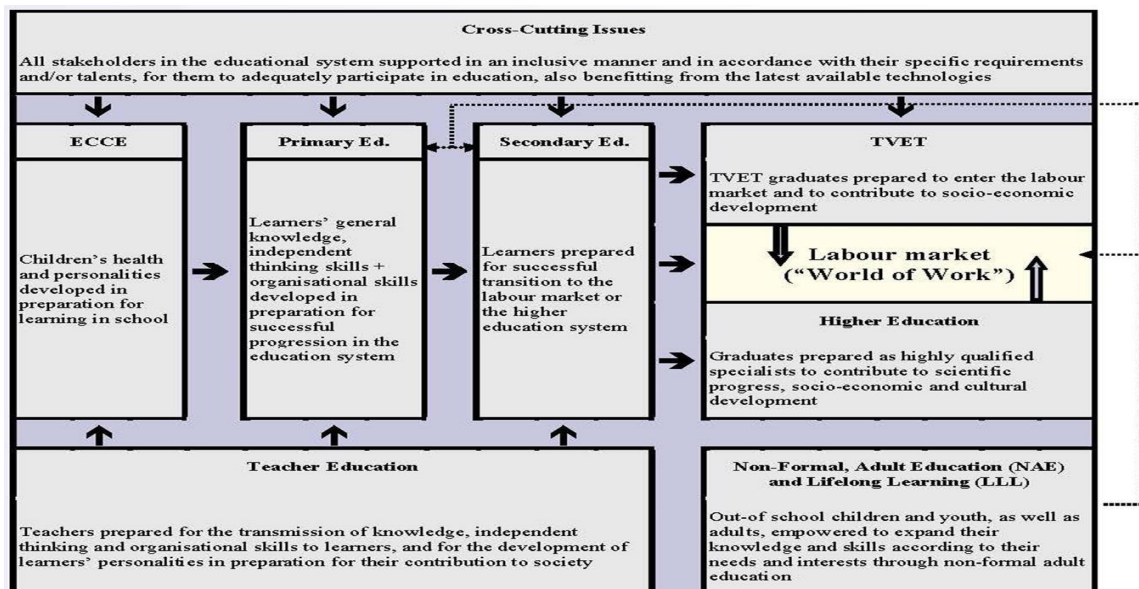 Cross-Cutting Issues
All stakeholders in the educational system supported in an inclusive manner and in accordance with their specific requirements
and/or talents, for them to adequately participate in education, also benefitting from the latest available technologies
ECCE
Children's health
and personalities
developed in
preparation for
learning in school
Primary Ed.
Learners' general
knowledge,
independent
thinking skills +
organisational skills
developed in
preparation for
successful
progression in the
education system
Secondary Ed.
Learners prepared
for successful
transition to the
labour market or
the higher
education system
TVET
TVET graduates prepared to enter the labour
market and to contribute to socio-economic
development
Labour market
("World of Work")
Higher Education
Graduates prepared as highly qualified
specialists to contribute to scientific
progress, socio-economic and cultural
development
Teacher Education
Teachers prepared for the transmission of knowledge, independent
thinking and organisational skills to learners, and for the development of
learners' personalities in preparation for their contribution to society
Non-Formal, Adult Education (NAE)
and Lifelong Learning (LLL)
Out-of school children and youth, as well as
adults, empowered to expand their
knowledge and skills according to their
needs and interests through non-formal adult
education